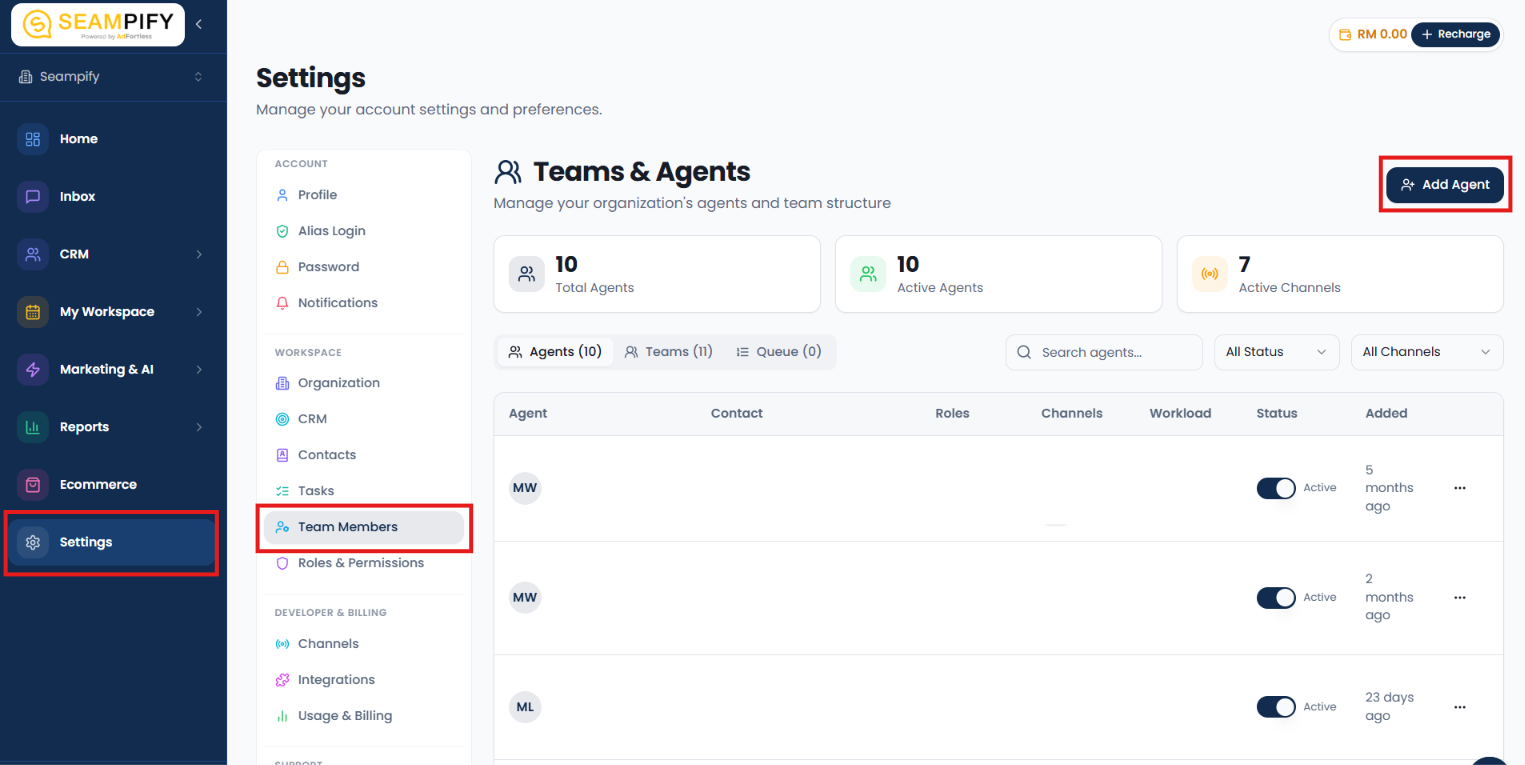 SEAMPIFY
Powered by AdFortless
Seampify
Home
Inbox
CRM
My Workspace
Marketing & AI
Reports
Ecommerce
Settings
RM 0.00
Recharge
Settings
Manage your account settings and preferences.
ACCOUNT
Profile
Alias Login
Password
Notifications
WORKSPACE
Organization
CRM
Contacts
Tasks
Team Members
Roles & Permissions
DEVELOPER & BILLING
Channels
Integrations
Usage & Billing
SUPPORT
Teams & Agents
Manage your organization's agents and team structure
Add Agent
10
Total Agents
10
Active Agents
7
Active Channels
Agents (10) Teams (11) Queue (0)
Search agents...
All Status
All Channels
Agent Contact Roles Channels Workload Status Added
MW Active 5 months ago
MW Active 2 months ago
ML Active 23 days ago